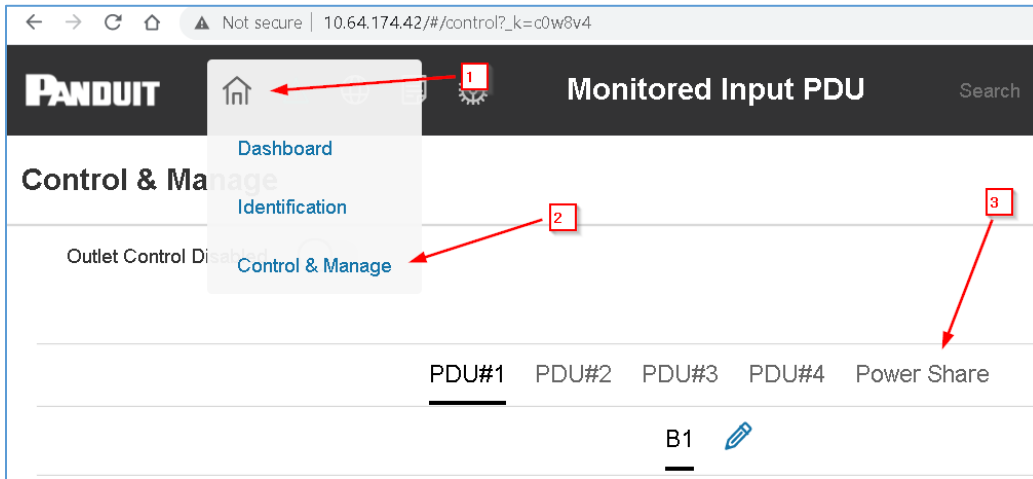 Not secure | 10.64.174.42/#/control?_k=c0w8v4
PANDUIT
1
Monitored Input PDU
Search
Dashboard
Control & Manage
Identification
3
2
Outlet Control Disabled
Control & Manage
PDU#1 PDU#2 PDU#3 PDU#4 Power Share
B1